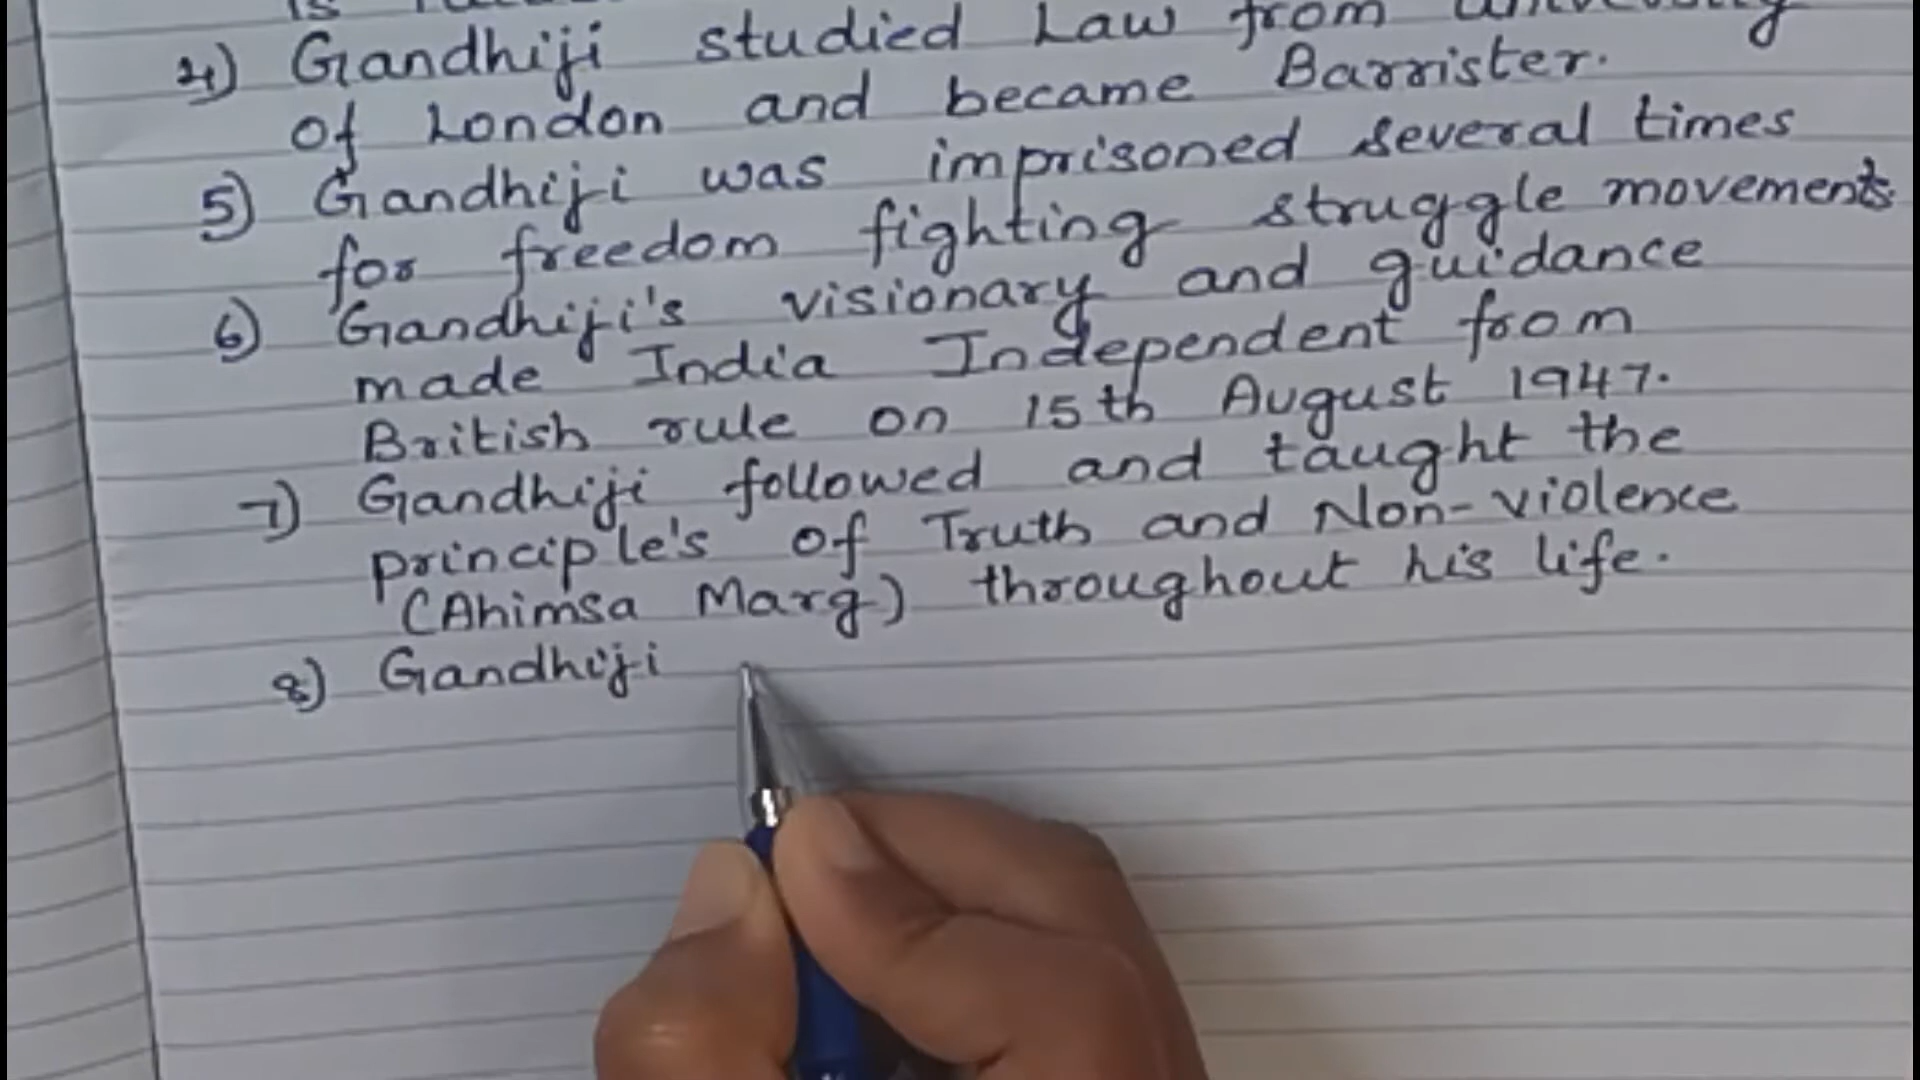 is
4) Gandhiji studied Law from University
of London and became Barrister.
5) Gandhiji was imprisoned several times
for freedom fighting struggle movements.
6) Gandhiji's visionary and guidance
made India Independent from
British rule on 15th August 1947.
7) Gandhiji followed and taught the
principle's of Truth and Non-violence
(Ahimsa Marg) throughout his life.
8) Gandhiji